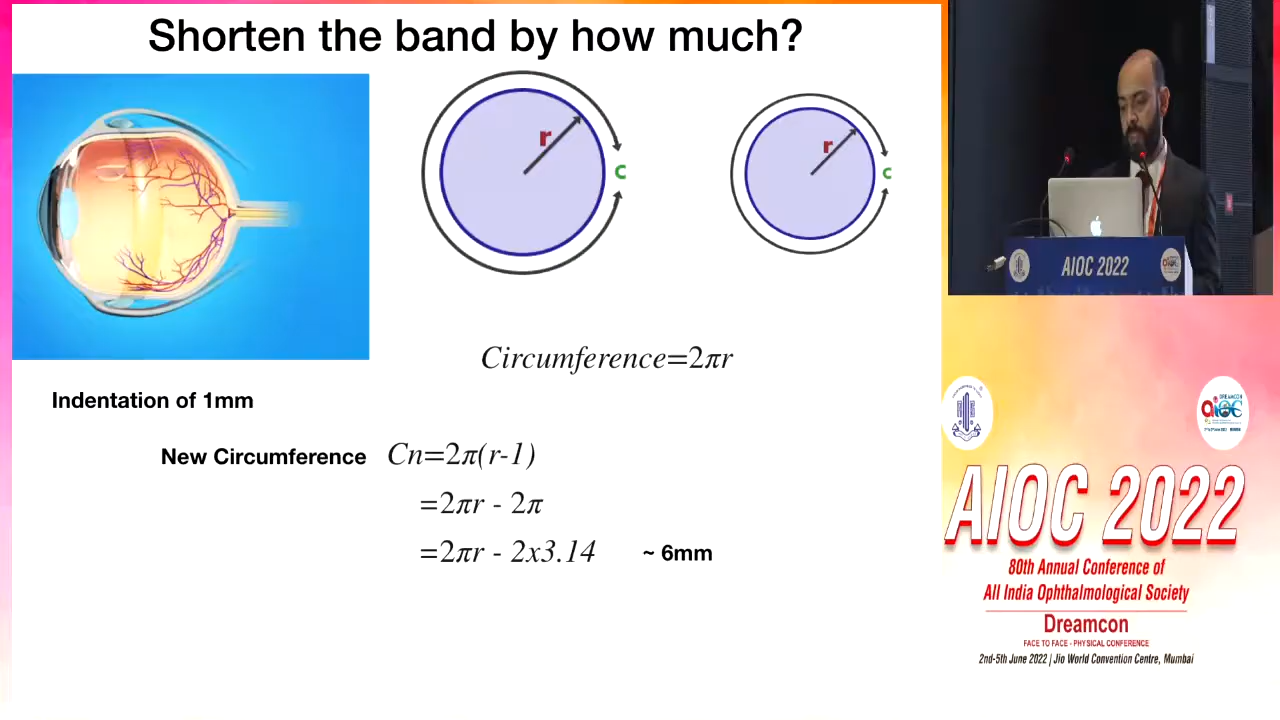 Shorten the band by how much?
r
c
r
c
Circumference=2πr
Indentation of 1mm
New Circumference Cn=2π(r-1)
=2πr - 2π
=2πr - 2x3.14 ~ 6mm
AIOC 2022
AIOC 2022
80th Annual Conference of
All India Ophthalmological Society
Dreamcon
FACE TO FACE - PHYSICAL CONFERENCE
2nd-5th June 2022 | Jio World Convention Centre, Mumbai